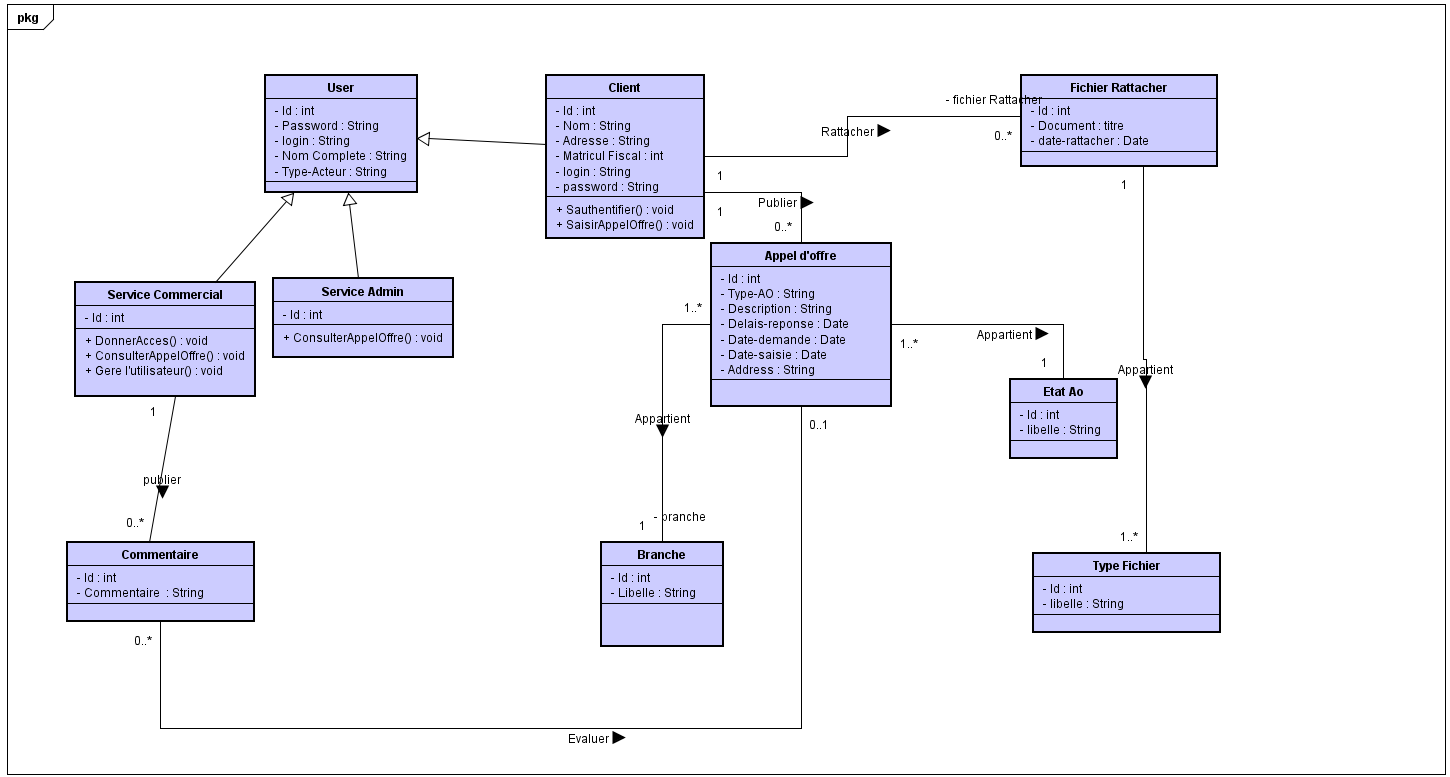 pkg
User
- Id : int
- Password : String
- login : String
- Nom Complete : String
- Type-Acteur : String
Client
- Id : int
- Nom : String
- Adresse : String
- Matricul Fiscal : int
- login : String
- password : String
+ Sauthentifier() : void
+ SaisirAppelOffre() : void
- fichier Rattacher
Rattacher
0..*
1
Fichier Rattacher
- Id : int
- Document : titre
- date-rattacher : Date
1
Publier
1
0..*
Service Commercial
- Id : int
+ DonnerAcces() : void
+ ConsulterAppelOffre() : void
+ Gere l'utilisateur() : void
Service Admin
- Id : int
+ ConsulterAppelOffre() : void
Appel d'offre
- Id : int
- Type-AO : String
- Description : String
- Delais-reponse : Date
- Date-demande : Date
- Date-saisie : Date
- Address : String
1..*
1..*
Appartient
1
Etat Ao
- Id : int
- libelle : String
Appartient
1
publier
0..*
Appartient
0..1
- branche
1
1..*
Commentaire
- Id : int
- Commentaire : String
Branche
- Id : int
- Libelle : String
Type Fichier
- Id : int
- libelle : String
0..*
Evaluer